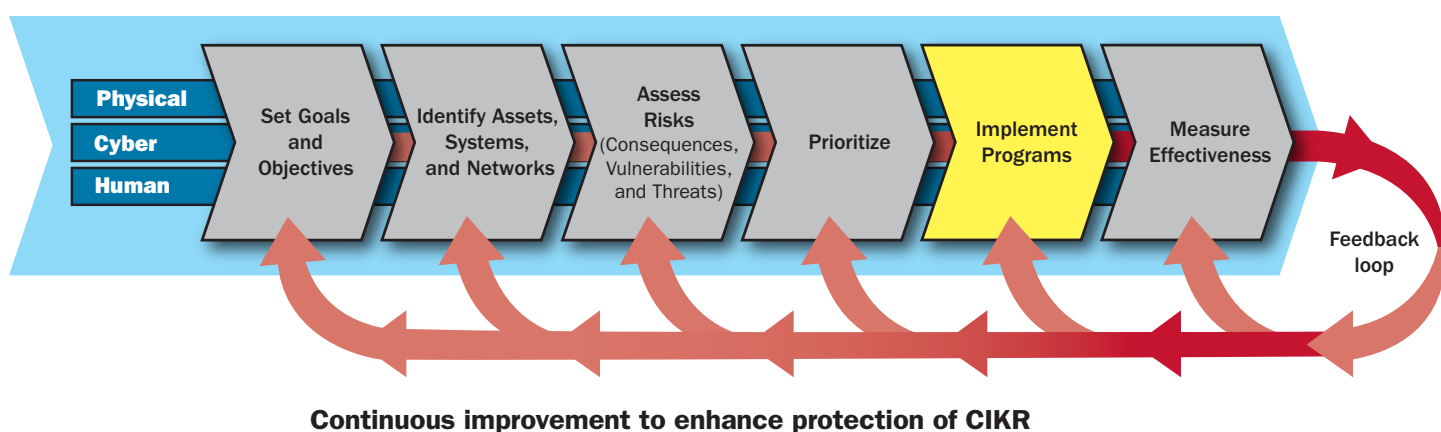 Physical
Cyber
Human
Set Goals
and
Objectives
Identify Assets,
Systems,
and Networks
Assess
Risks
(Consequences,
Vulnerabilities,
and Threats)
Prioritize
Implement
Programs
Measure
Effectiveness
Feedback
loop
Continuous improvement to enhance protection of CIKR